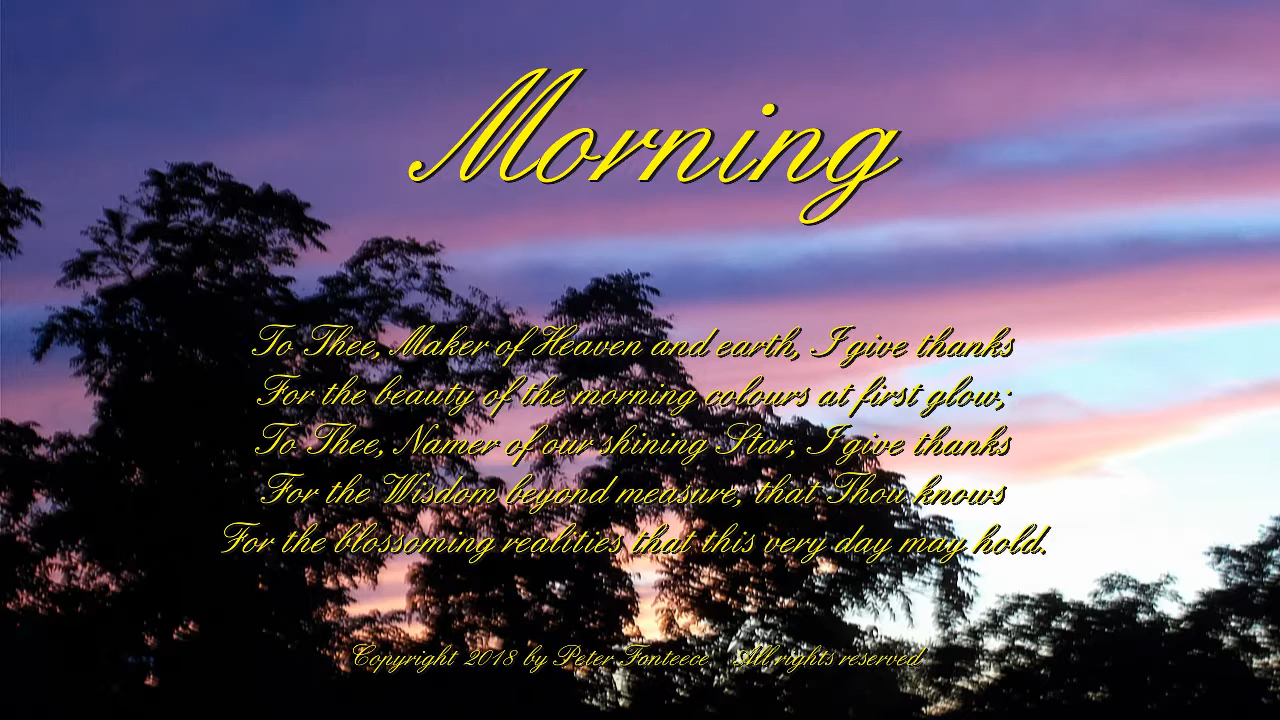 Morning
To Thee, Maker of Heaven and earth, I give thanks
For the beauty of the morning colours at first glow;
To Thee, Namer of our shining Star, I give thanks
For the Wisdom beyond measure, that Thou knows
For the blossoming realities that this very day may hold.
Copyright 2018 by Peter Fonteece All rights reserved